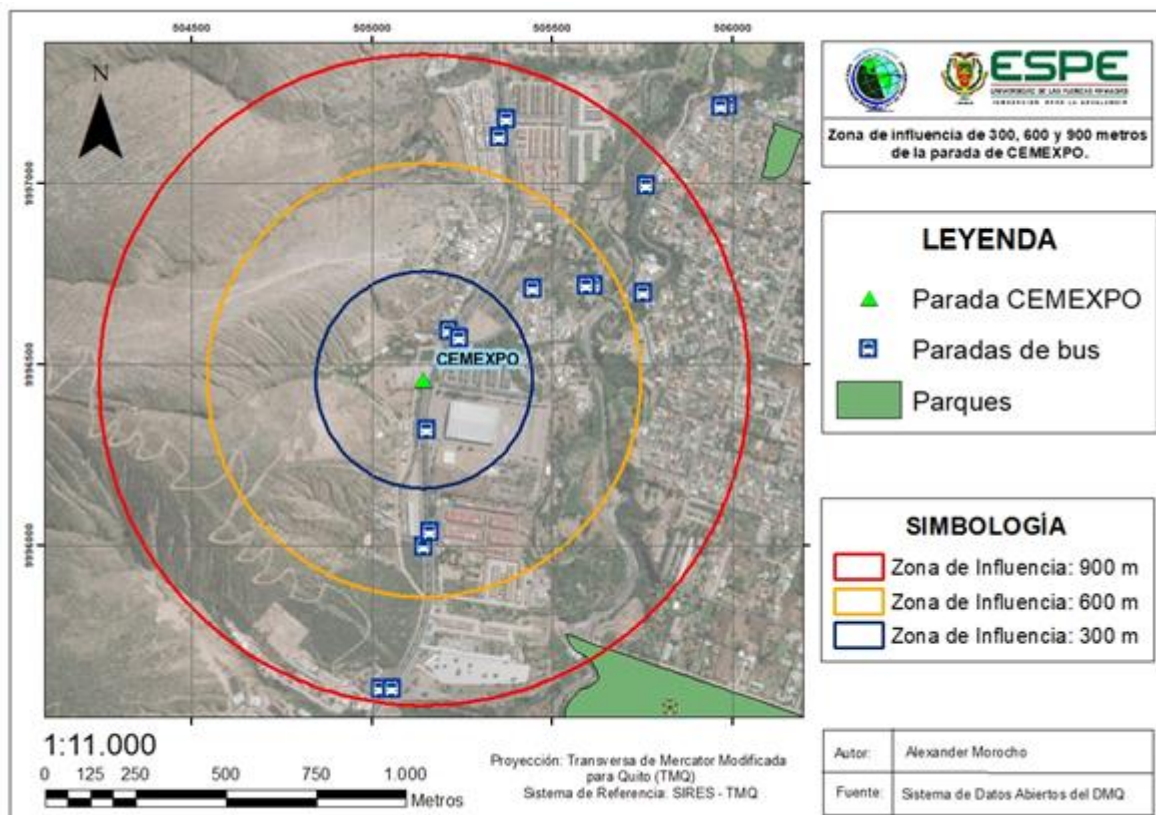 504500 505000 505500 506000
N
9997000
9996500
9996000
CEMEXPO
ESPE
UNIVERSIDAD DE LAS FUERZAS ARMADAS
INNOVACIÓN PARA LA EXCELENCIA
Zona de influencia de 300, 600 y 900 metros
de la parada de CEMEXPO.
LEYENDA
Parada CEMEXPO
Paradas de bus
Parques
SIMBOLOGÍA
Zona de Influencia: 900 m
Zona de Influencia: 600 m
Zona de Influencia: 300 m
1:11.000
0 125 250 500 750 1.000
Metros
Proyección: Transversa de Mercator Modificada
para Quito (TMQ)
Sistema de Referencia: SIRES - TMQ
Autor: Alexander Morocho
Fuente: Sistema de Datos Abiertos del DMQ